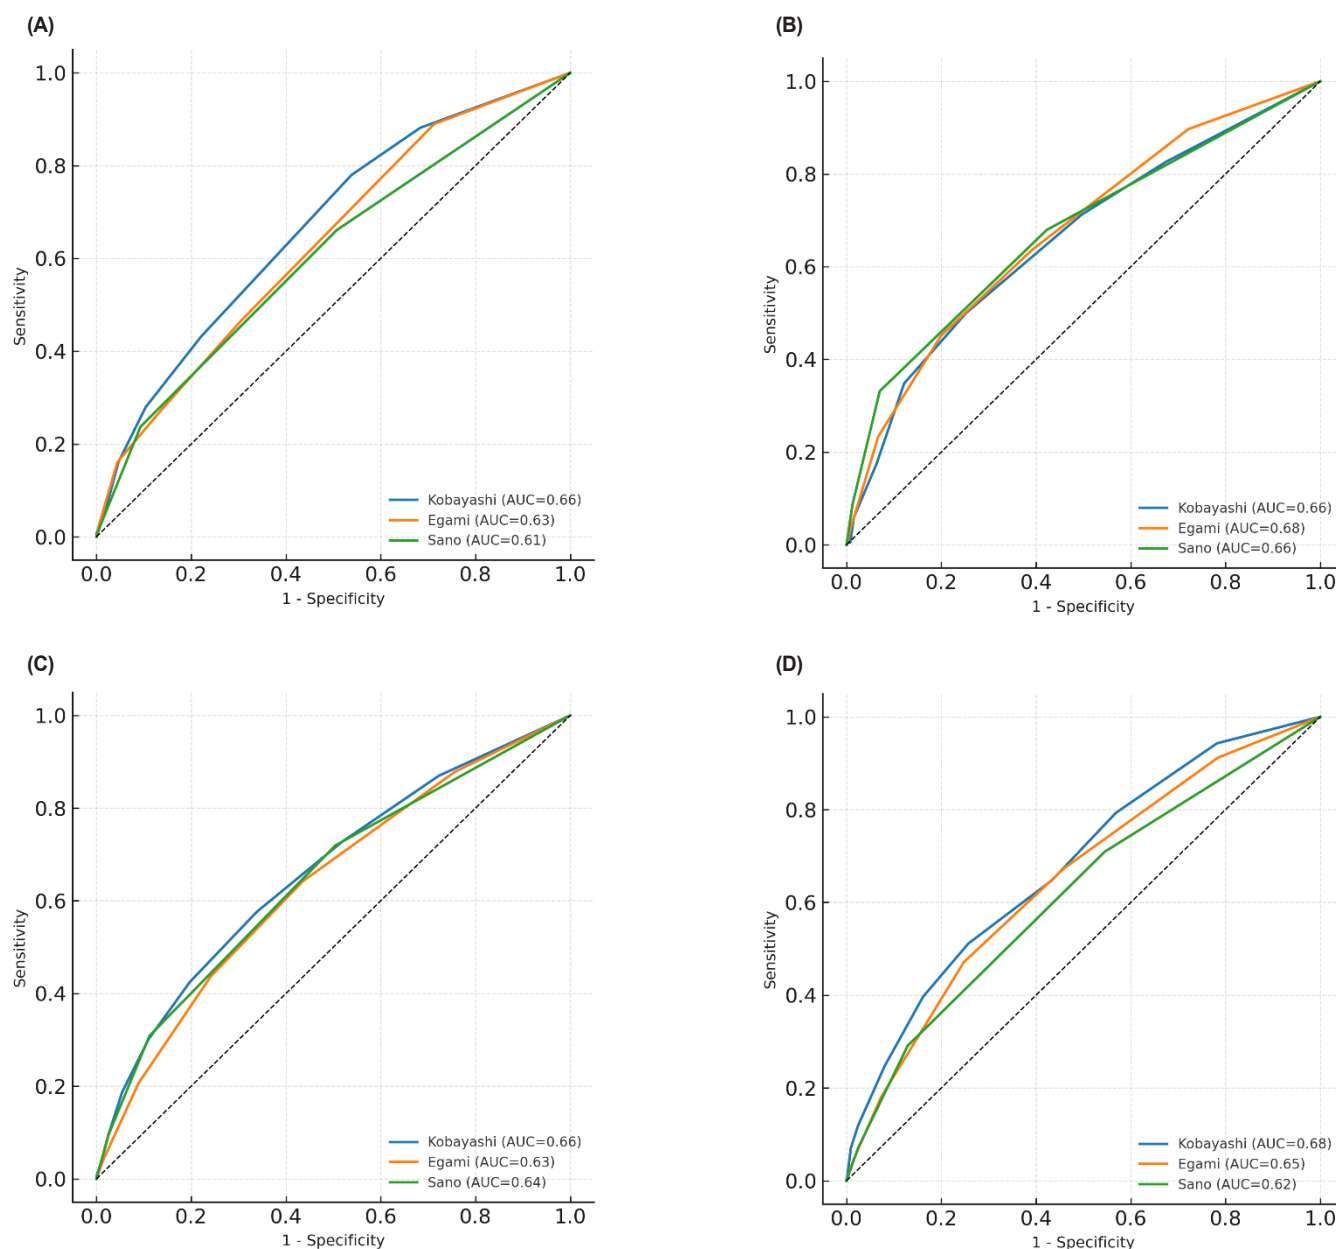 (A)
1.0
0.8
0.6
0.4
0.2
0.0
Sensitivity
Kobayashi (AUC=0.66)
Egami (AUC=0.63)
Sano (AUC=0.61)
0.0 0.2 0.4 0.6 0.8 1.0
1 - Specificity
(B)
1.0
0.8
0.6
0.4
0.2
0.0
Sensitivity
Kobayashi (AUC=0.66)
Egami (AUC=0.68)
Sano (AUC=0.66)
0.0 0.2 0.4 0.6 0.8 1.0
1 - Specificity
(C)
1.0
0.8
0.6
0.4
0.2
0.0
Sensitivity
Kobayashi (AUC=0.66)
Egami (AUC=0.63)
Sano (AUC=0.64)
0.0 0.2 0.4 0.6 0.8 1.0
1 - Specificity
(D)
1.0
0.8
0.6
0.4
0.2
0.0
Sensitivity
Kobayashi (AUC=0.68)
Egami (AUC=0.65)
Sano (AUC=0.62)
0.0 0.2 0.4 0.6 0.8 1.0
1 - Specificity